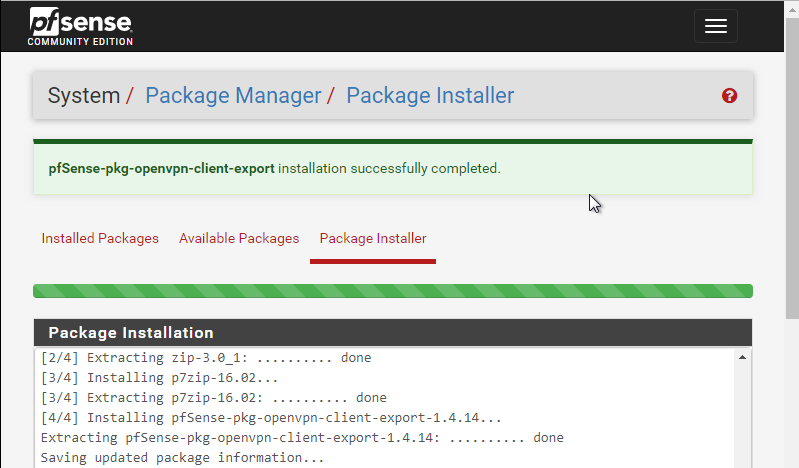 pfsense
COMMUNITY EDITION
System / Package Manager / Package Installer
pfSense-pkg-openvpn-client-export installation successfully completed.
Installed Packages Available Packages Package Installer
Package Installation
[2/4] Extracting zip-3.0_1: .......... done
[3/4] Installing p7zip-16.02...
[3/4] Extracting p7zip-16.02: .......... done
[4/4] Installing pfSense-pkg-openvpn-client-export-1.4.14...
Extracting pfSense-pkg-openvpn-client-export-1.4.14: .......... done
Saving updated package information...